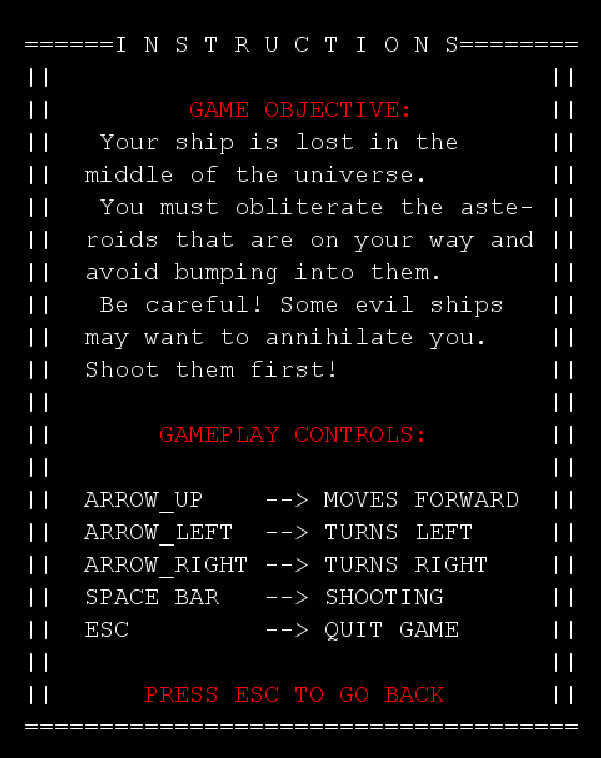 ======I N S T R U C T I O N S========
||                                 ||
||         GAME OBJECTIVE:         ||
||   Your ship is lost in the      ||
||  middle of the universe.        ||
||   You must obliterate the aste- ||
||  roids that are on your way and ||
||  avoid bumping into them.       ||
||   Be careful! Some evil ships   ||
||  may want to annihilate you.    ||
||  Shoot them first!              ||
||                                 ||
||       GAMEPLAY CONTROLS:        ||
||                                 ||
||  ARROW_UP    --> MOVES FORWARD  ||
||  ARROW_LEFT  --> TURNS LEFT     ||
||  ARROW_RIGHT --> TURNS RIGHT    ||
||  SPACE BAR   --> SHOOTING       ||
||  ESC         --> QUIT GAME      ||
||                                 ||
||      PRESS ESC TO GO BACK       ||
=====================================